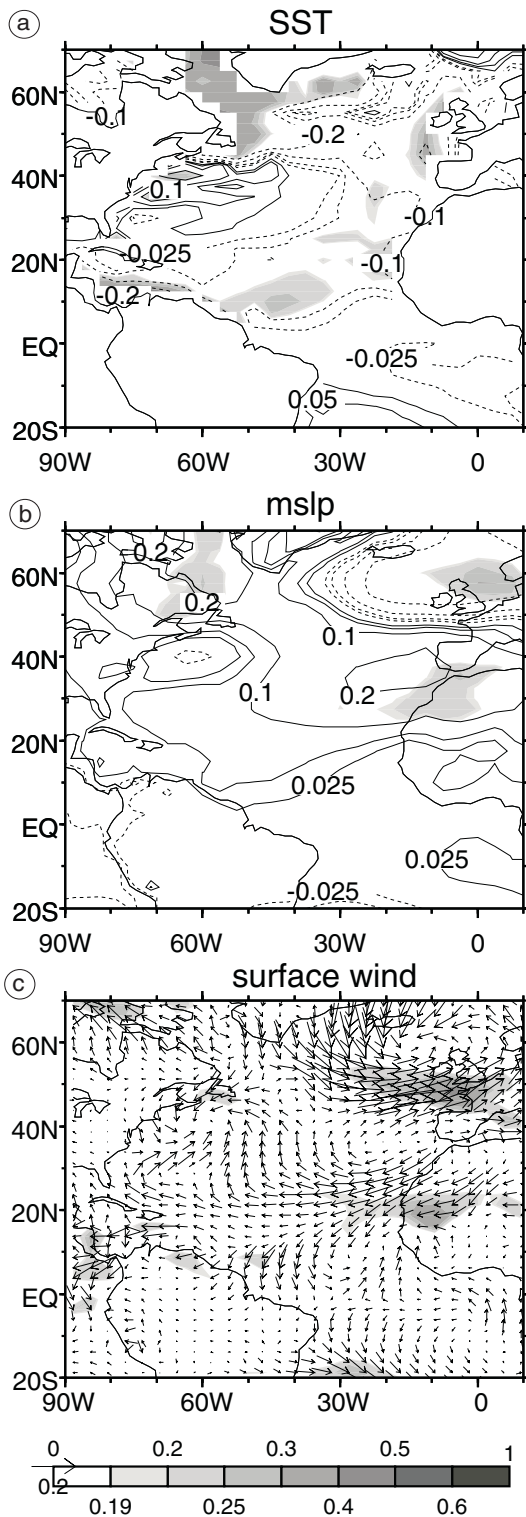 a SST
60N
-0.1
-0.2
40N
0.1
-0.1
-0.025
20N
-0.1
-0.2
EQ
-0.025
0.05
20S
90W 60W 30W 0
b mslp
0.2
60N
0.2
0.1
40N
0.1
0.2
20N
0.025
EQ
0.025
-0.025
20S
90W 60W 30W 0
c surface wind
60N
40N
20N
EQ
20S
90W 60W 30W 0
0 0.2 0.3 0.5 1
0.2
0.19 0.25 0.4 0.6